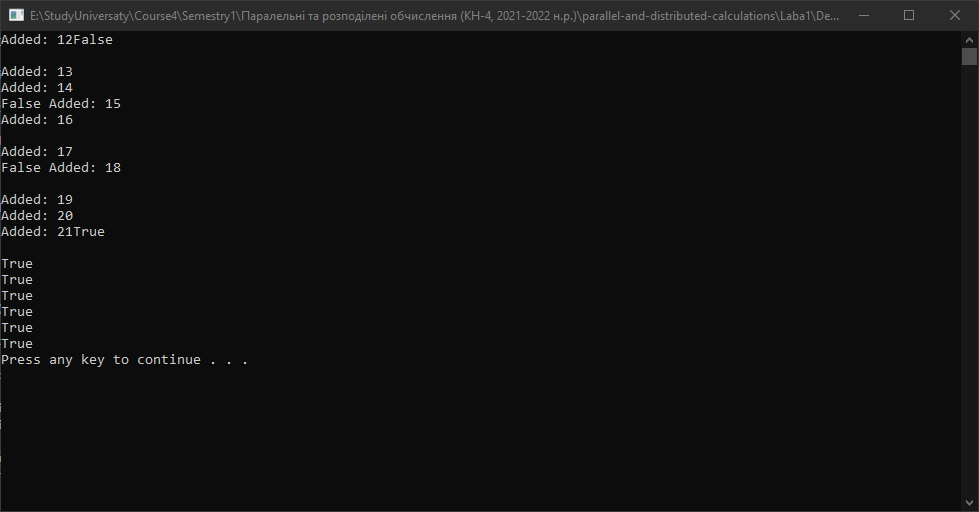 E:\StudyUniversaty\Course4\Semestry1\Паралельні та розподілені обчислення (КН-4, 2021-2022 н.р.)\parallel-and-distributed-calculations\Laba1\De...
Added: 12False
Added: 13
Added: 14
False Added: 15
Added: 16
Added: 17
False Added: 18
Added: 19
Added: 20
Added: 21True
True
True
True
True
True
True
Press any key to continue . . .